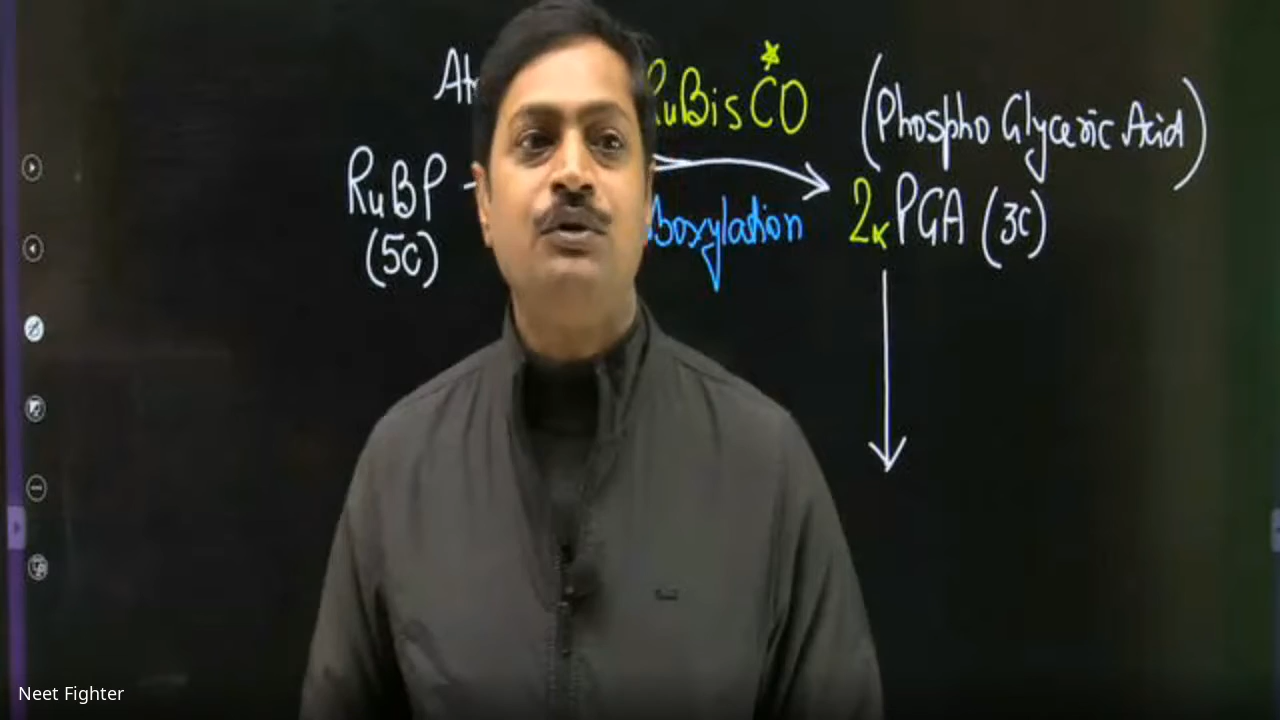 RuBisCO
(Phospho Glyceric Acid)
RuBP 2x PGA (3C)
(5C)
Neet Fighter